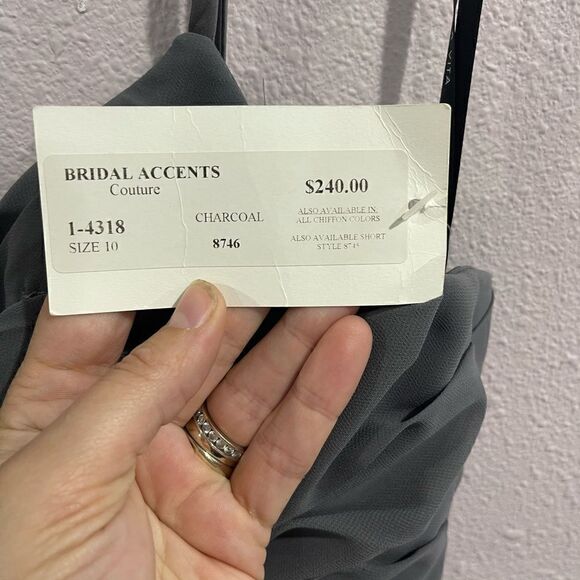 BRIDAL ACCENTS
Couture
1-4318
SIZE 10
CHARCOAL
8746
$240.00
ALSO AVAILABLE IN
ALL CHIFFON COLORS
ALSO AVAILABLE SHORT
STYLE